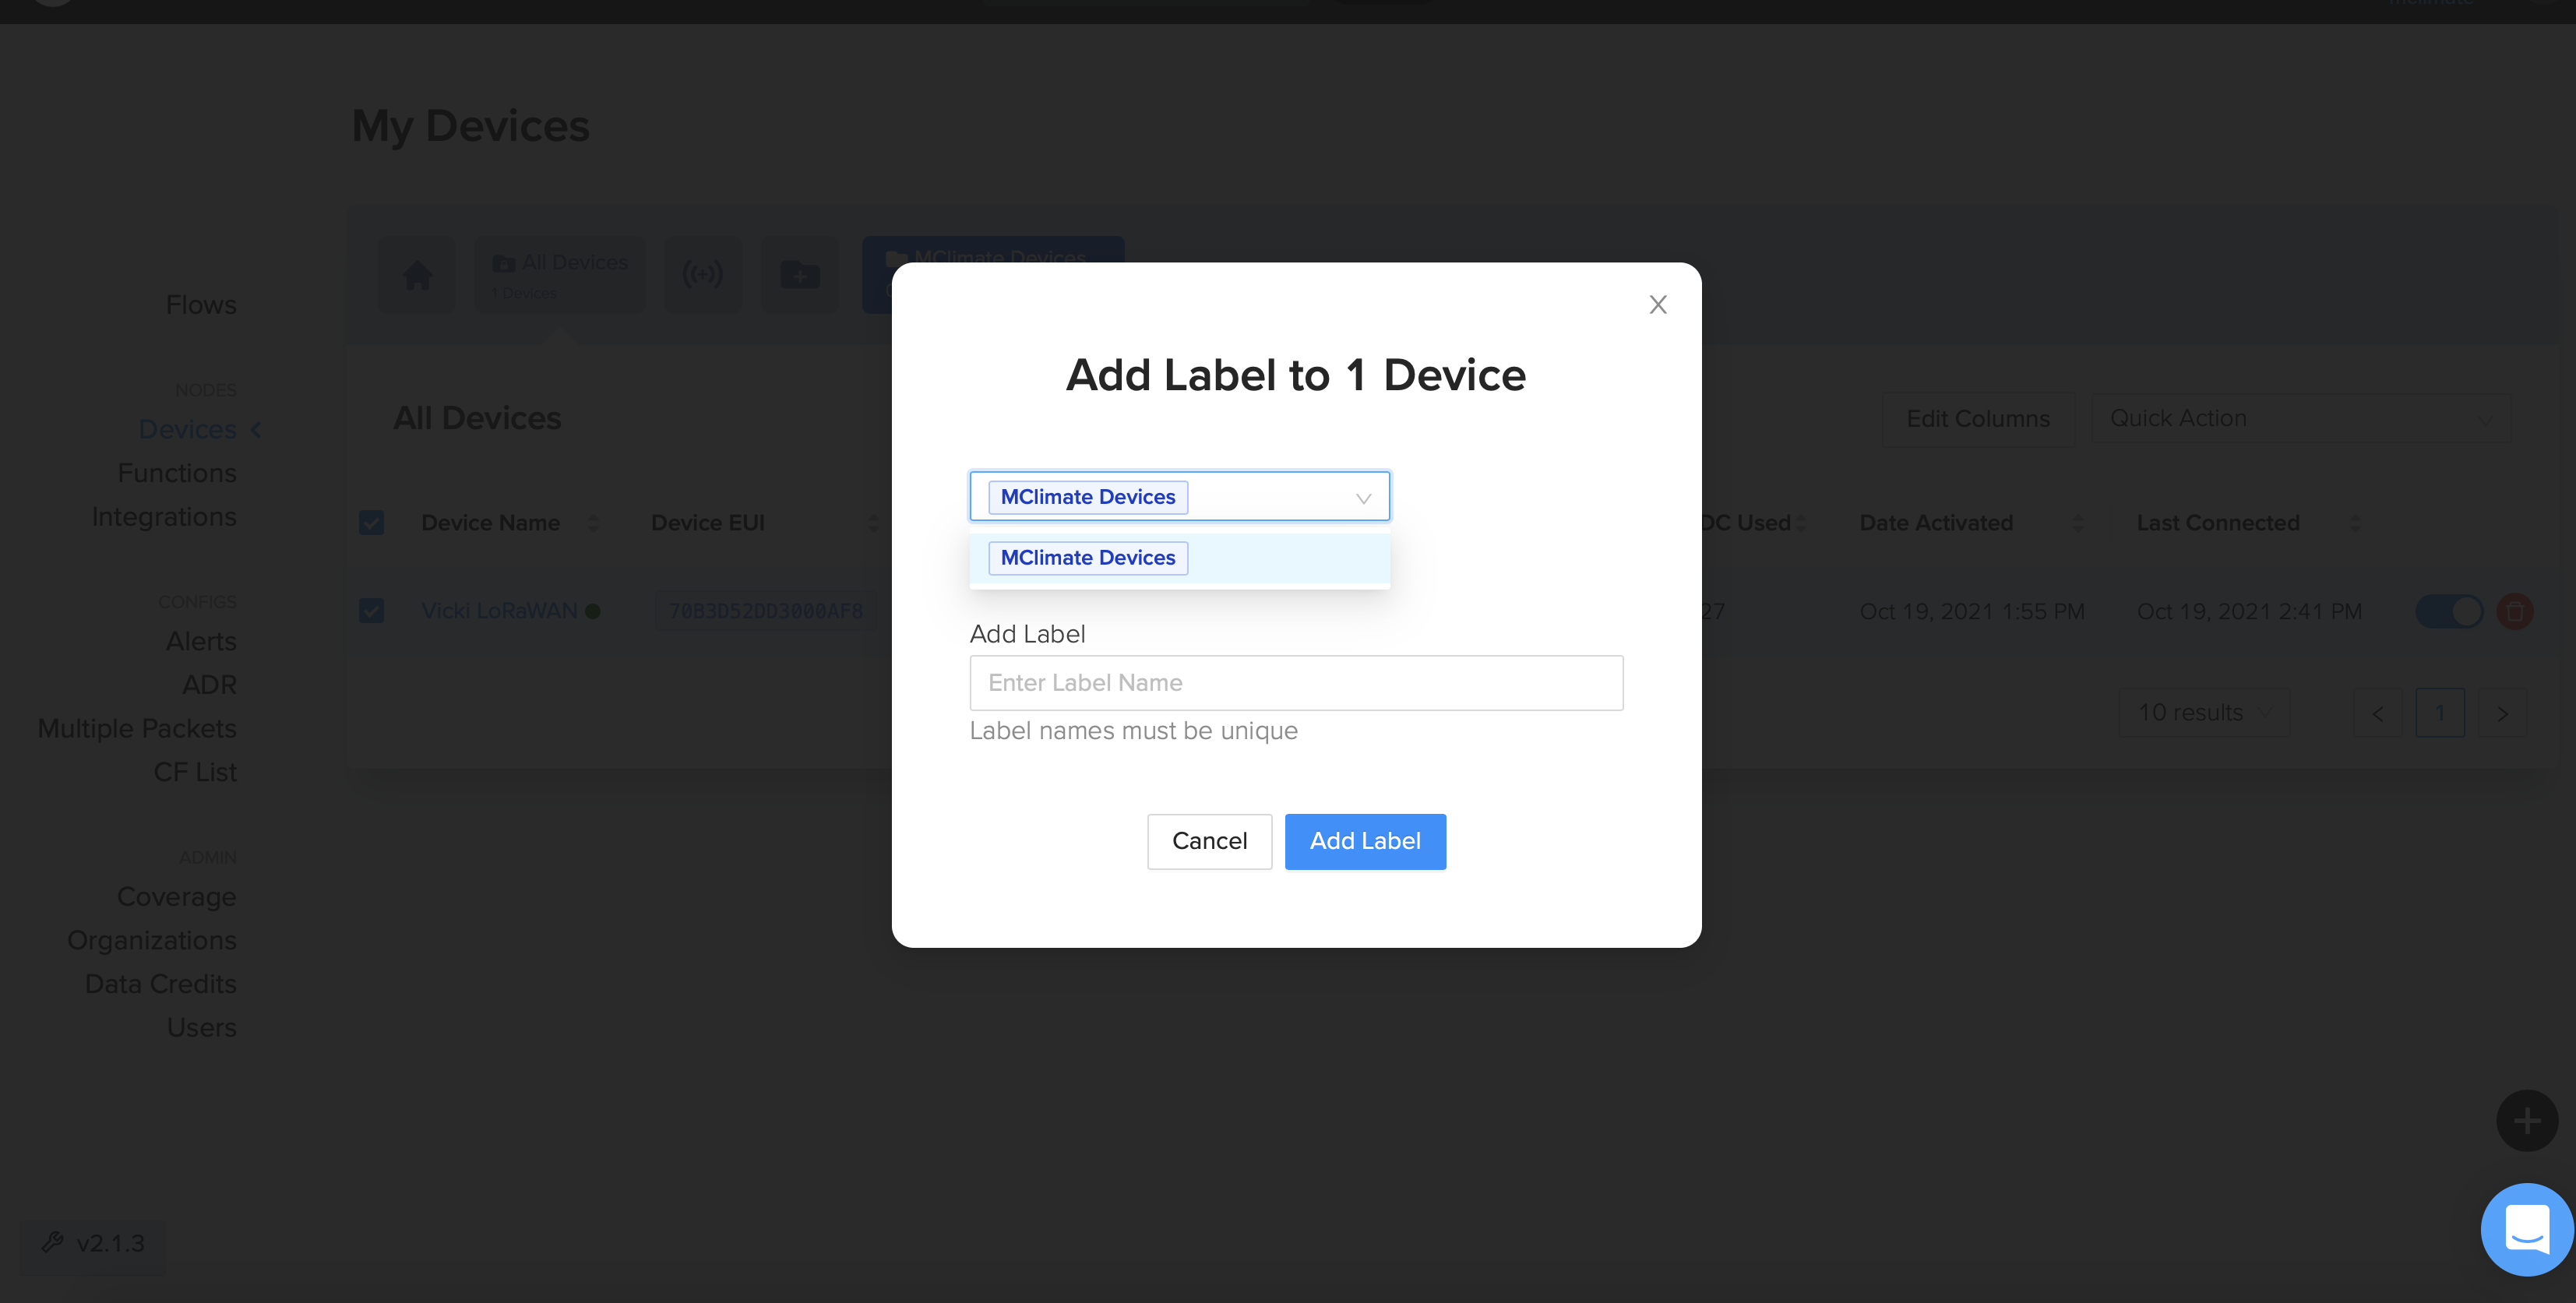 My Devices
All Devices
1 Devices
MClimate Devices
Flows
NODES
Devices
Functions
Integrations
CONFIGS
Alerts
ADR
Multiple Packets
CF List
ADMIN
Coverage
Organizations
Data Credits
Users
v2.1.3
All Devices
Edit Columns
Quick Action
Device Name
Device EUI
DC Used
Date Activated
Last Connected
Vicki LoRaWAN
70B3D52DD3000AF8
27
Oct 19, 2021 1:55 PM
Oct 19, 2021 2:41 PM
10 results
1
Add Label to 1 Device
MClimate Devices
MClimate Devices
Add Label
Enter Label Name
Label names must be unique
Cancel
Add Label